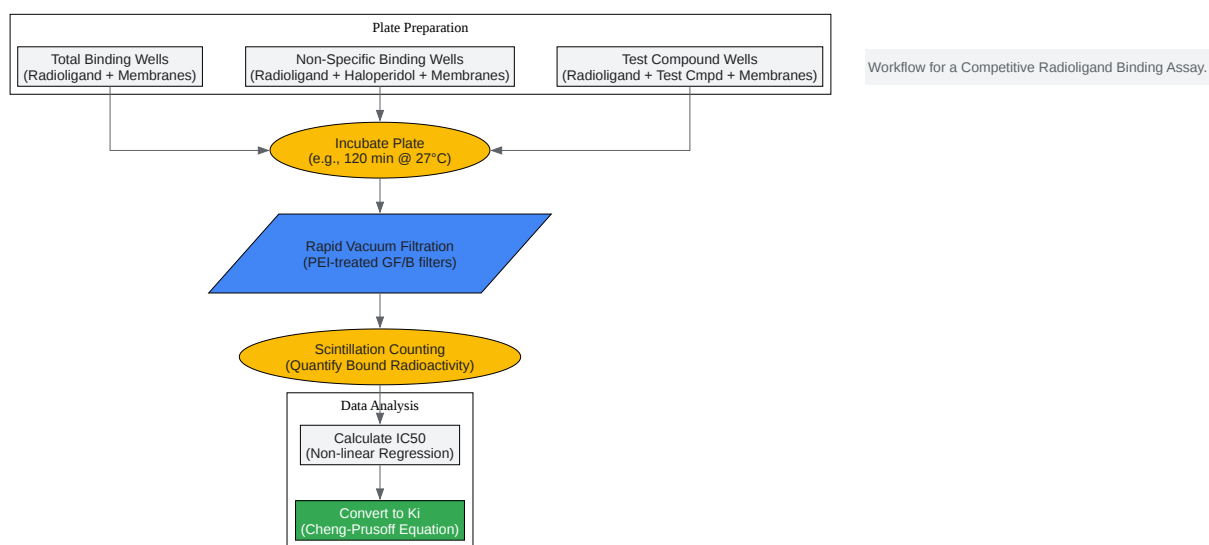 Plate Preparation
Total Binding Wells
(Radioligand + Membranes)
Non-Specific Binding Wells
(Radioligand + Haloperidol + Membranes)
Test Compound Wells
(Radioligand + Test Cmpd + Membranes)
Workflow for a Competitive Radioligand Binding Assay.
Incubate Plate
(e.g., 120 min @ 27°C)
Rapid Vacuum Filtration
(PEI-treated GF/B filters)
Scintillation Counting
(Quantify Bound Radioactivity)
Data Analysis
Calculate IC50
(Non-linear Regression)
Convert to Ki
(Cheng-Prusoff Equation)